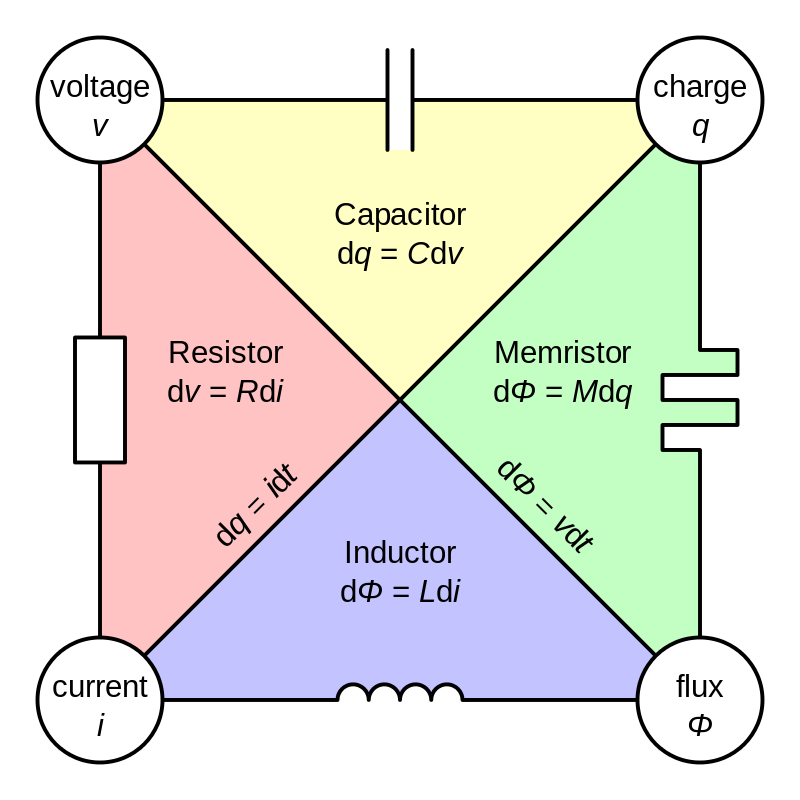 voltage
v
charge
q
Capacitor
dq = Cdv
Resistor
dv = Rdi
Memristor
dΦ = Mdq
dq = idt
dΦ = vdt
Inductor
dΦ = Ldi
current
i
flux
Φ